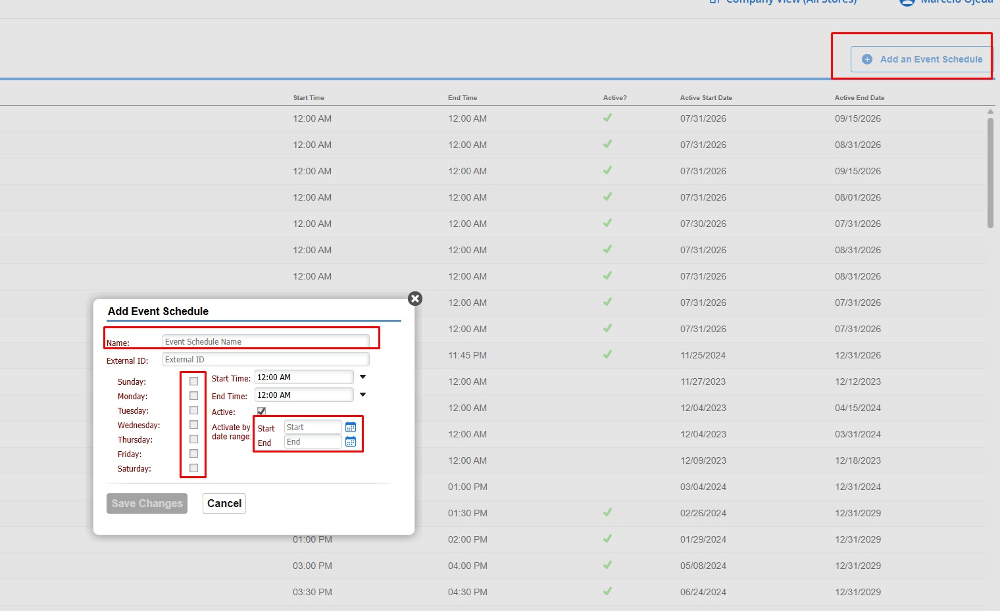 Company View (All Stores) Marcelo Ojeda
Add an Event Schedule
Start Time End Time Active? Active Start Date Active End Date
12:00 AM 12:00 AM 07/31/2026 09/15/2026
12:00 AM 12:00 AM 07/31/2026 08/31/2026
12:00 AM 12:00 AM 07/31/2026 09/15/2026
12:00 AM 12:00 AM 07/31/2026 08/01/2026
12:00 AM 12:00 AM 07/30/2026 07/31/2026
12:00 AM 12:00 AM 07/31/2026 08/31/2026
12:00 AM 12:00 AM 07/31/2026 08/31/2026
12:00 AM 07/31/2026 07/31/2026
12:00 AM 07/31/2026 07/31/2026
11:45 PM 11/25/2024 12/31/2026
12:00 AM 11/27/2023 12/12/2023
12:00 AM 12/04/2023 04/15/2024
12:00 AM 12/04/2023 03/31/2024
12:00 AM 12/09/2023 12/18/2023
01:00 PM 03/04/2024 12/31/2024
01:30 PM 02/26/2024 12/31/2029
01:00 PM 02:00 PM 01/29/2024 12/31/2029
03:00 PM 04:00 PM 05/08/2024 12/31/2029
03:30 PM 04:30 PM 06/24/2024 12/31/2029
Add Event Schedule
Name: Event Schedule Name
External ID: External ID
Sunday:
Monday:
Tuesday:
Wednesday:
Thursday:
Friday:
Saturday:
Start Time: 12:00 AM
End Time: 12:00 AM
Active:
Activate by
date range:
Start Start
End End
Save Changes Cancel